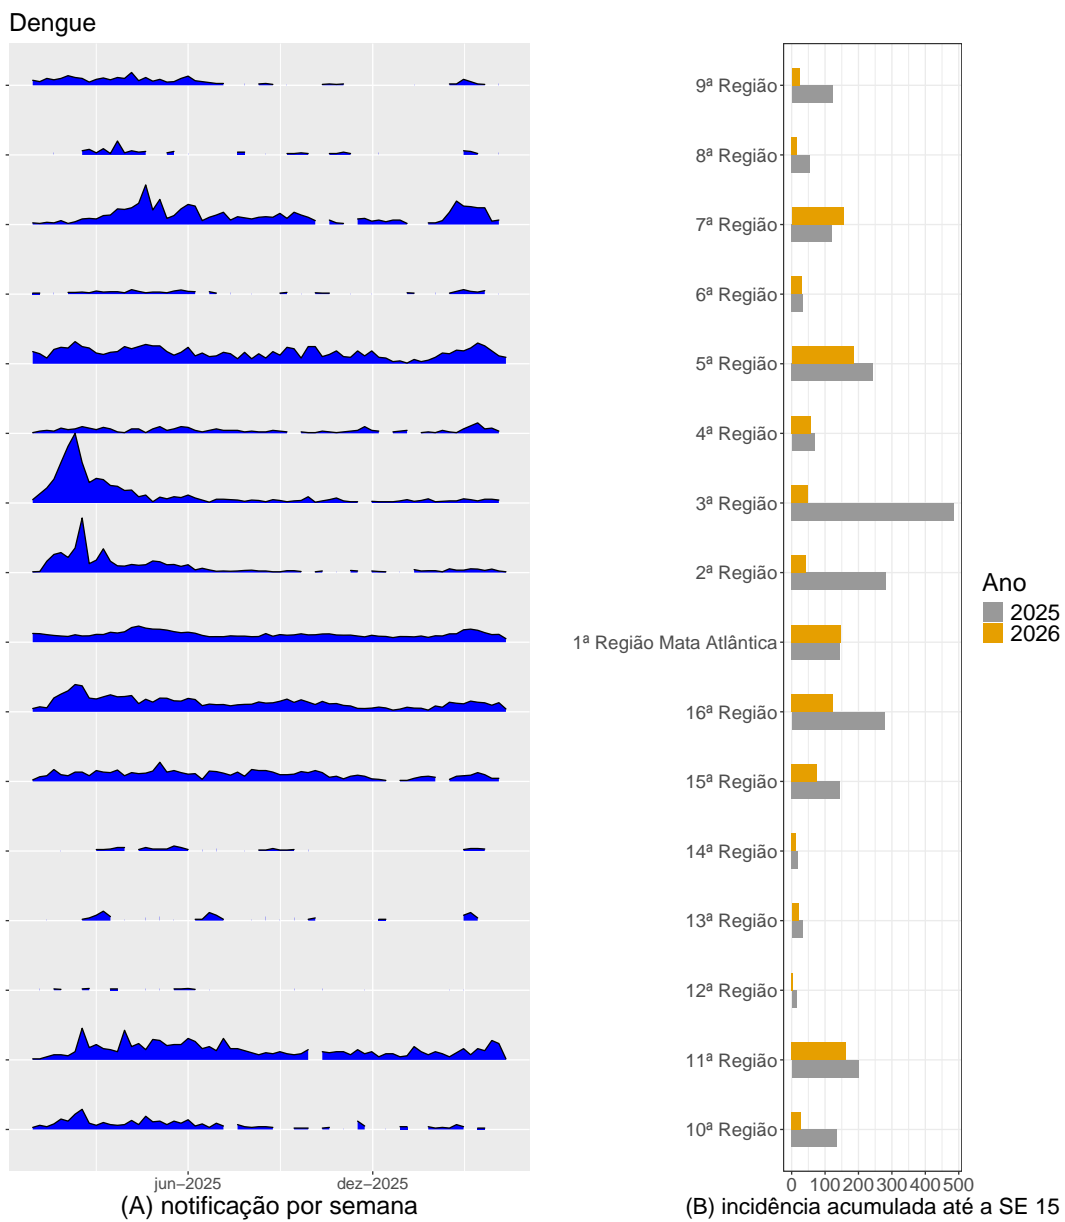 Dengue
9ª Região
8ª Região
7ª Região
6ª Região
5ª Região
4ª Região
3ª Região
2ª Região
1ª Região Mata Atlântica
16ª Região
15ª Região
14ª Região
13ª Região
12ª Região
11ª Região
10ª Região
Ano
2025
2026
jun–2025 dez–2025
0 100 200 300 400 500
(A) notificação por semana
(B) incidência acumulada até a SE 15